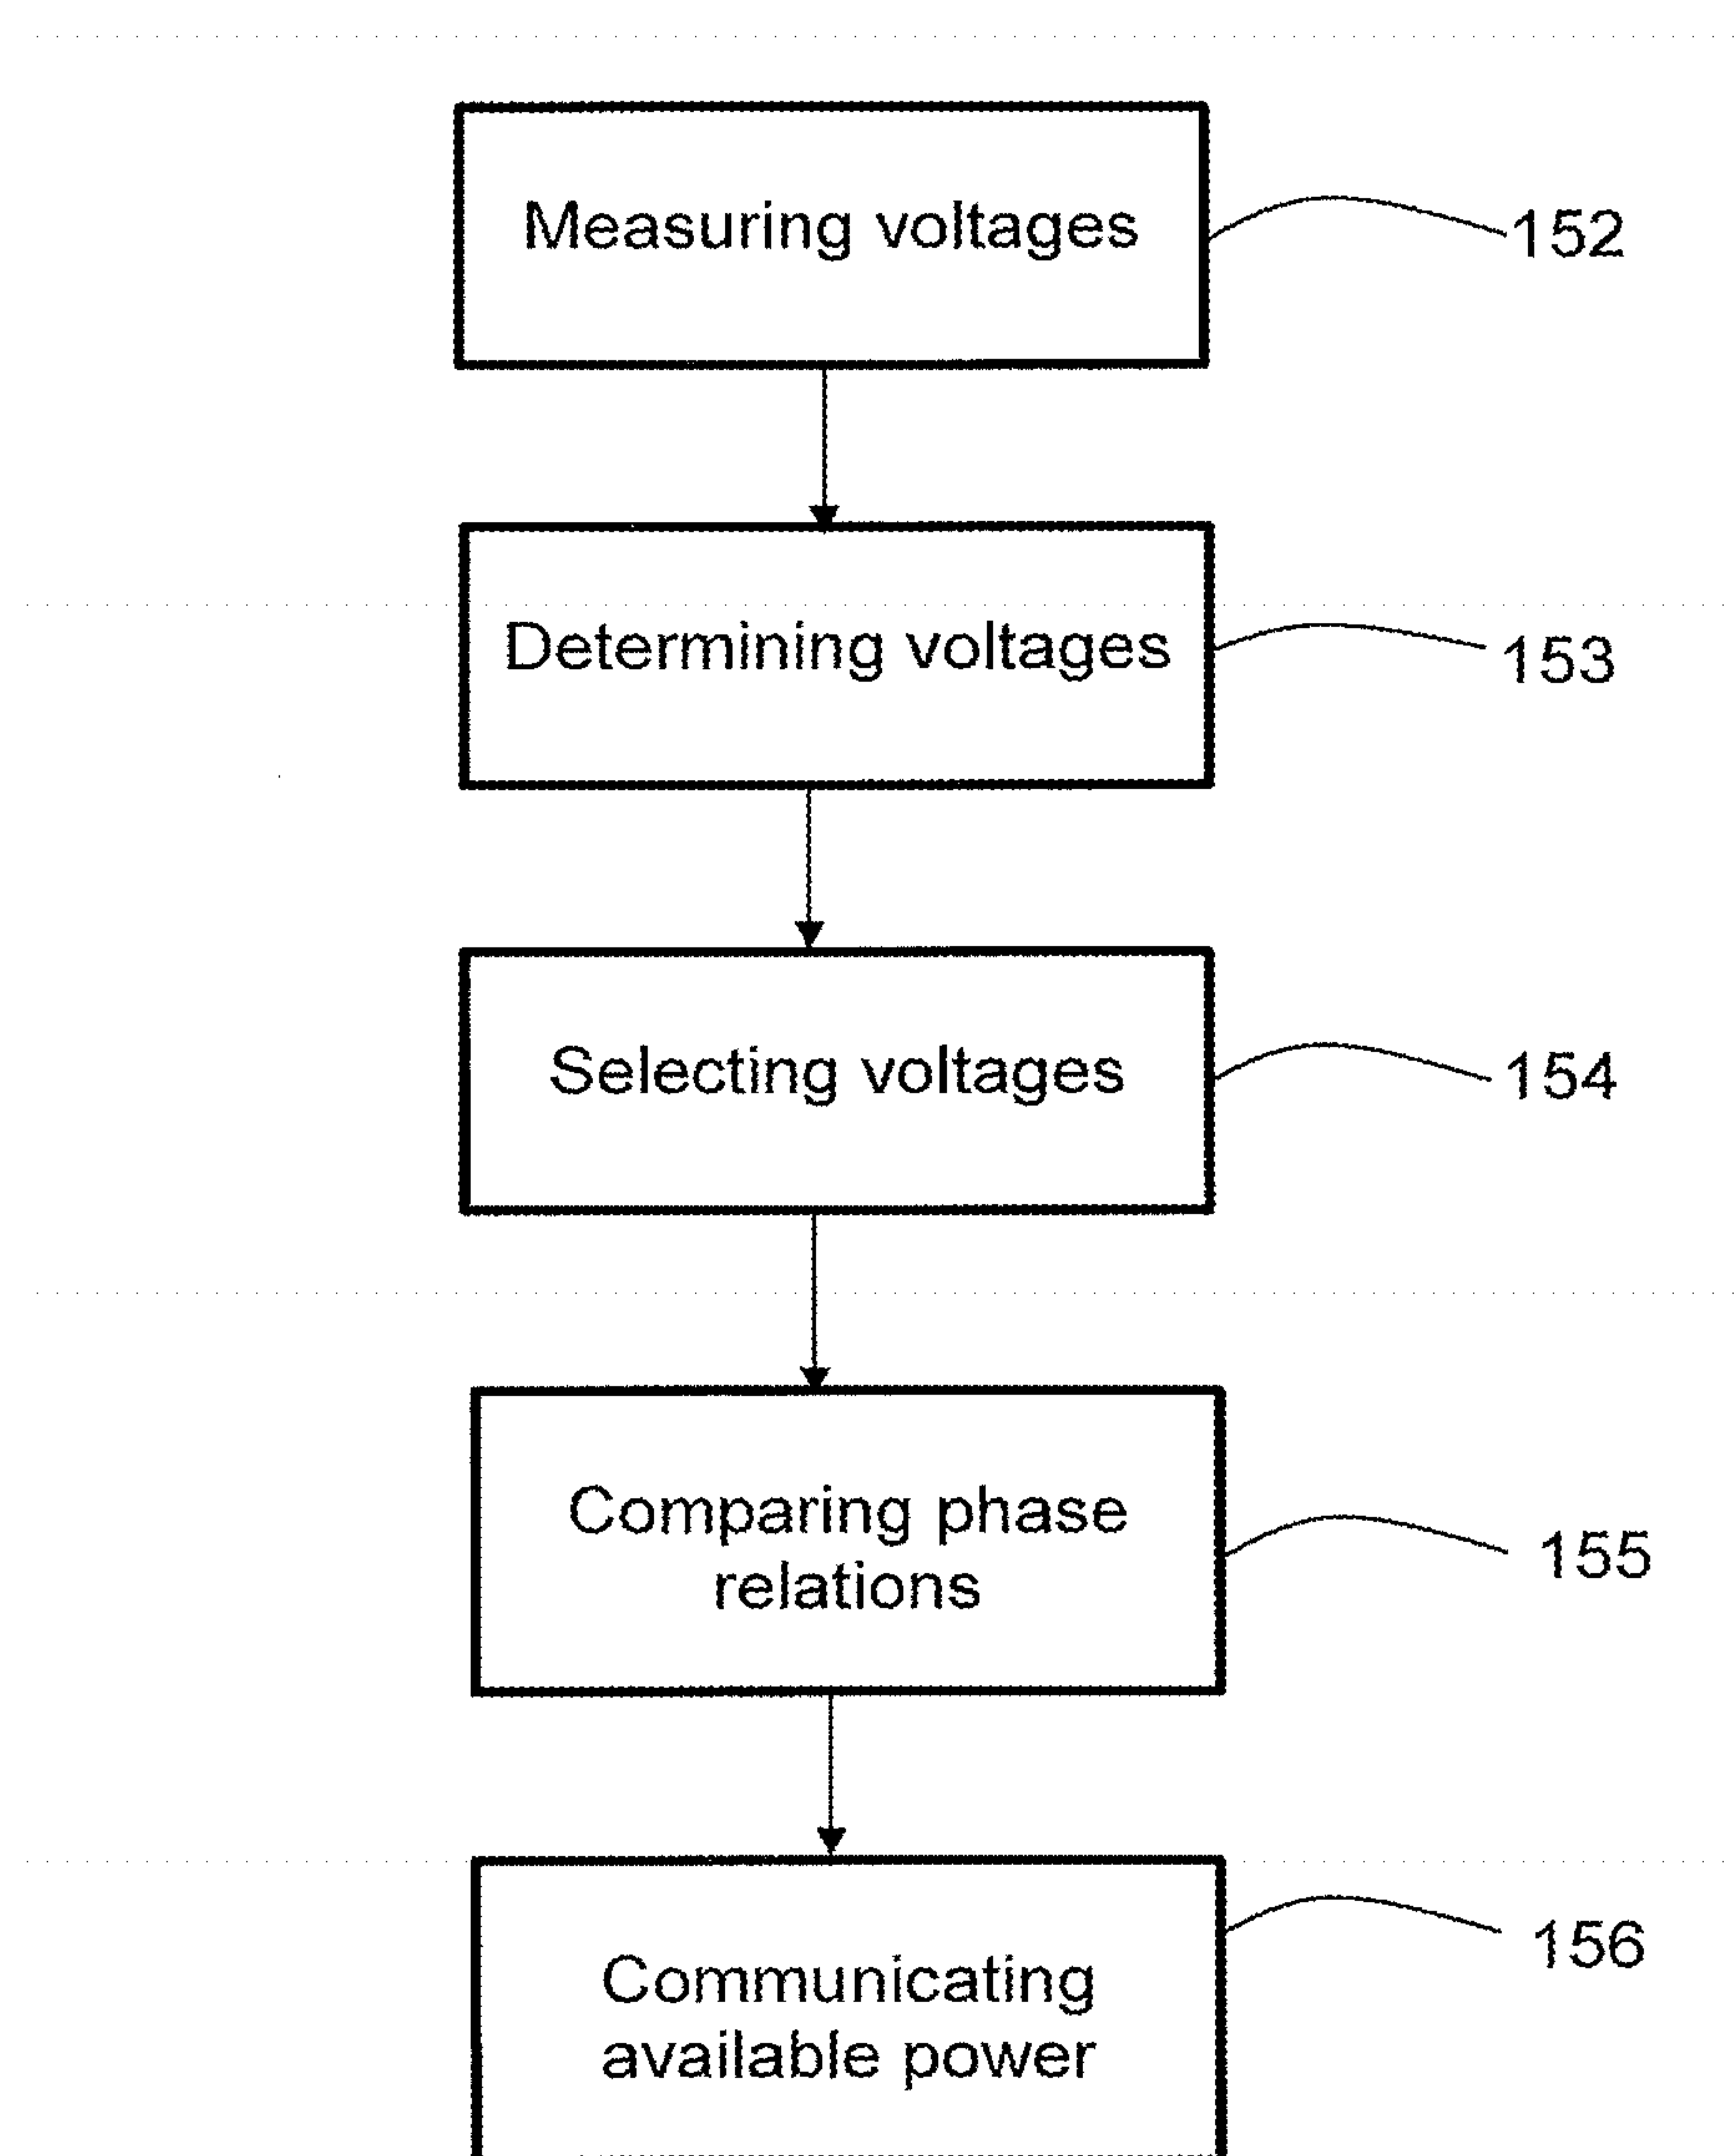 Measuring voltages
152
Determining voltages
153
Selecting voltages
154
Comparing phase
relations
155
156
Communicating
available power